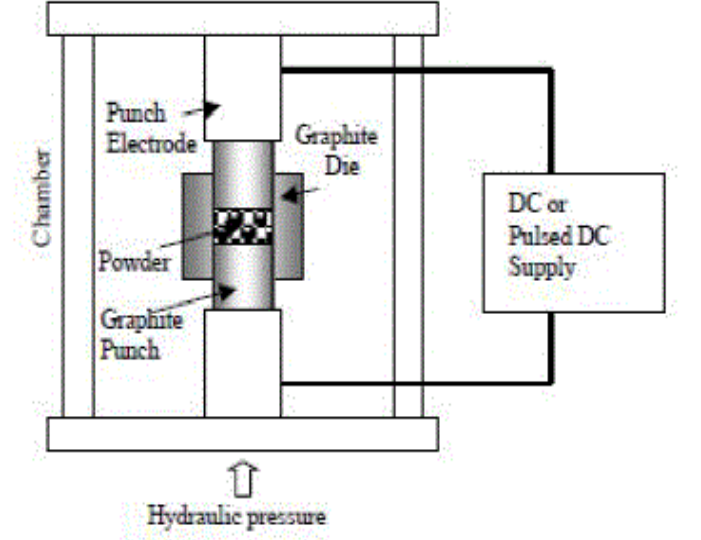 Punch
Electrode
Graphite
Die
Chamber
DC or
Pulsed DC
Supply
Powder
Graphite
Punch
Hydraulic pressure